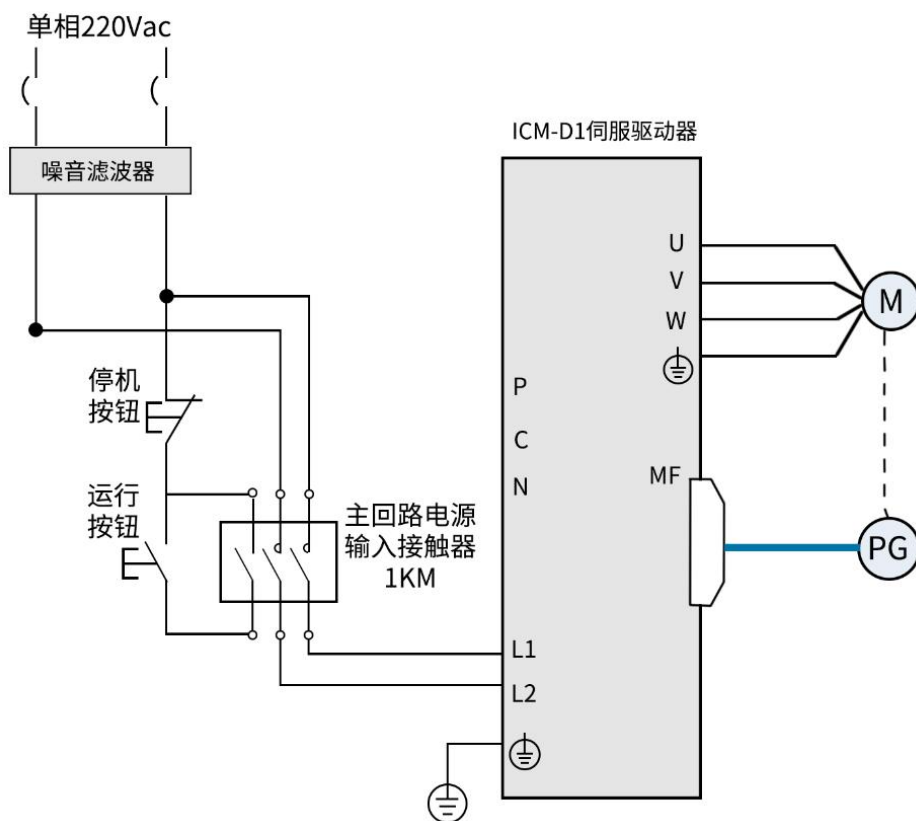 单相220Vac
噪音滤波器
ICM-D1伺服驱动器
U
V
W
M
P
C
N
MF
PG
停机
按钮
运行
按钮
主回路电源
输入接触器
1KM
L1
L2